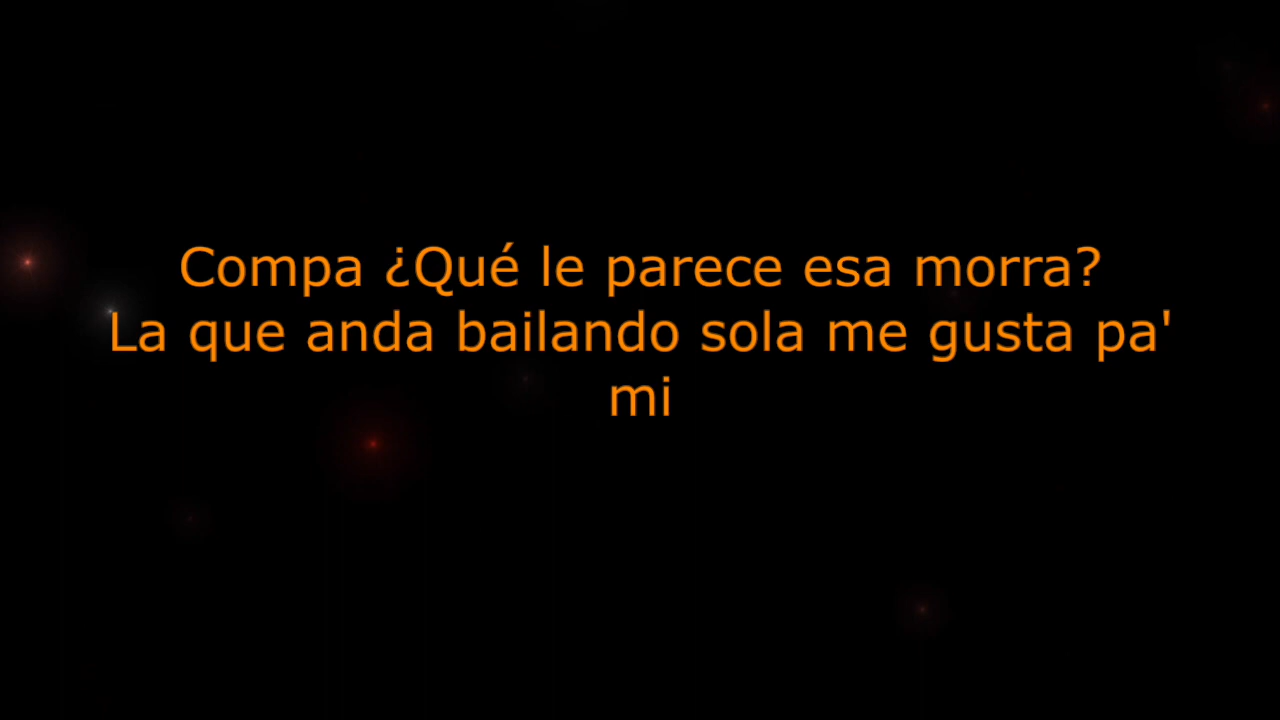 Compa ¿Qué le parece esa morra?
La que anda bailando sola me gusta pa'
mi